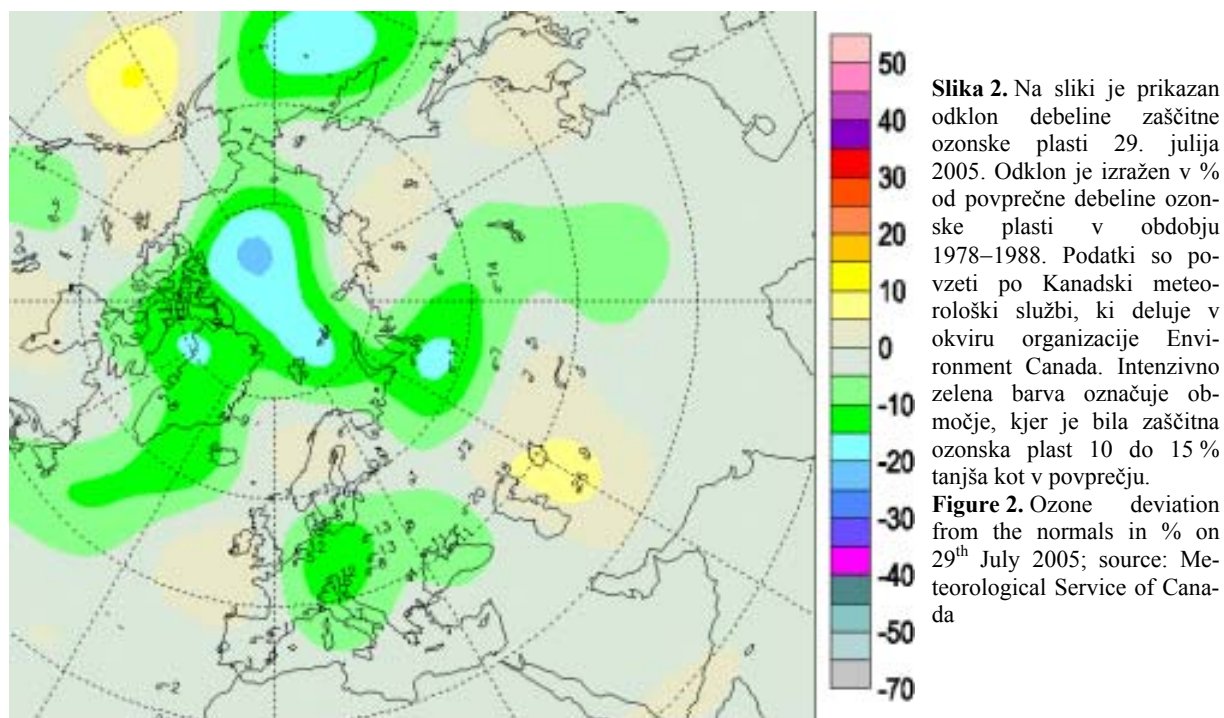 50
40
30
20
10
0
-10
-20
-30
-40
-50
-70
Slika 2. Na sliki je prikazan
odklon debeline zaščitne
ozonske plasti 29. julija
2005. Odklon je izražen v %
od povprečne debeline ozon-
ske plasti v obdobju
1978–1988. Podatki so po-
vzeti po Kanadski meteo-
rološki službi, ki deluje v
okviru organizacije Envi-
ronment Canada. Intenzivno
zelena barva označuje ob-
močje, kjer je bila zaščitna
ozonska plast 10 do 15 %
tanjša kot v povprečju.
Figure 2. Ozone deviation
from the normals in % on
29th July 2005; source: Me-
teorological Service of Cana-
da